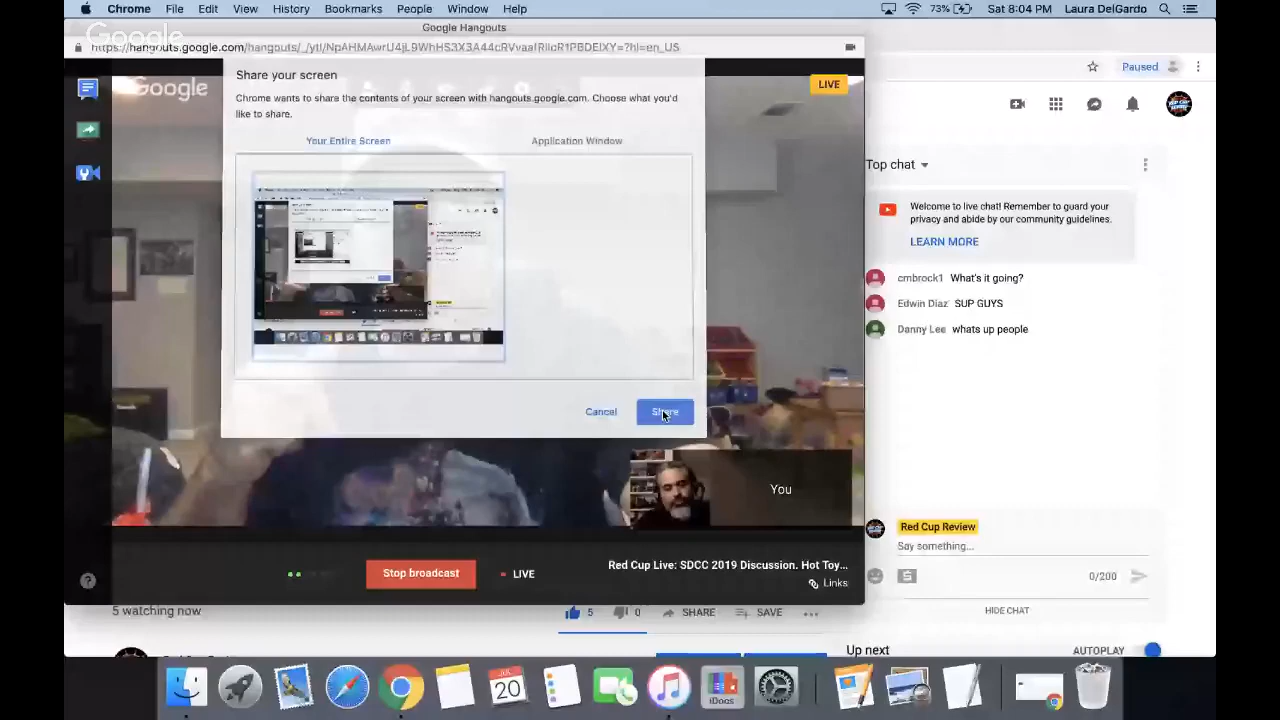 Chrome File Edit View History Bookmarks People Window Help
73% Sat 8:04 PM Laura DelGardo
Google
Google Hangouts
Paused
Google
Share your screen
Chrome wants to share the contents of your screen with hangouts.google.com. Choose what you'd
like to share.
Your Entire Screen Application Window
Cancel Share
LIVE
You
Stop broadcast
LIVE
Red Cup Live: SDCC 2019 Discussion. Hot Toy...
Links
5 watching now
5 0 SHARE SAVE
Top chat
Welcome to live chat! Remember to guard your
privacy and abide by our community guidelines.
LEARN MORE
cmbrock1 What's it going?
Edwin Diaz SUP GUYS
Danny Lee whats up people
Red Cup Review
Say something...
0/200
HIDE CHAT
Up next AUTOPLAY
JUL
20
iDocs